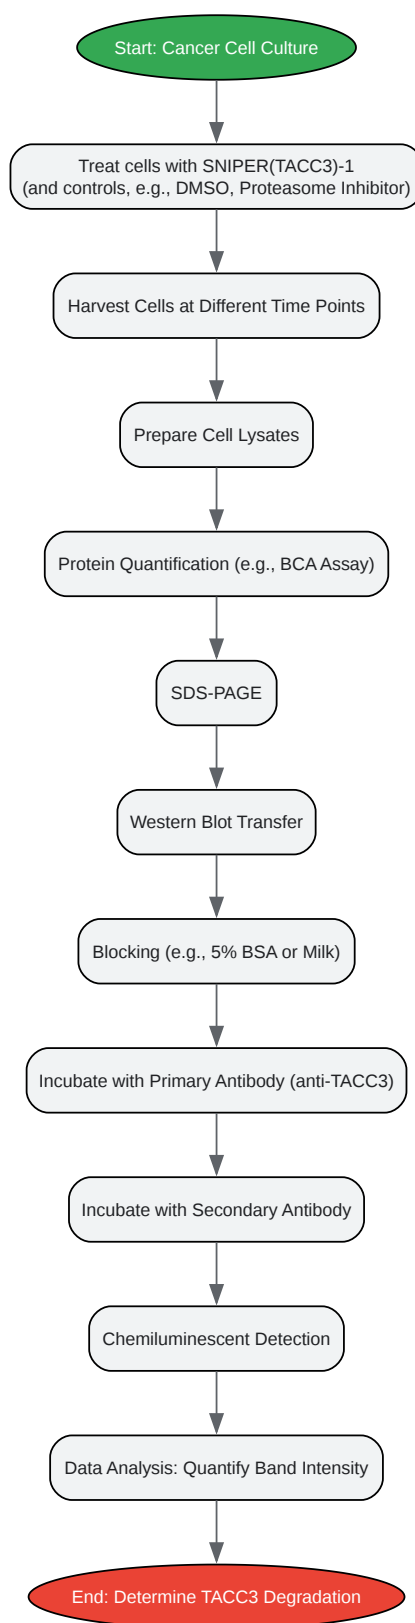 Start: Cancer Cell Culture
Treat cells with SNIPER(TACC3)-1
(and controls, e.g., DMSO, Proteasome Inhibitor)
Harvest Cells at Different Time Points
Prepare Cell Lysates
Protein Quantification (e.g., BCA Assay)
SDS-PAGE
Western Blot Transfer
Blocking (e.g., 5% BSA or Milk)
Incubate with Primary Antibody (anti-TACC3)
Incubate with Secondary Antibody
Chemiluminescent Detection
Data Analysis: Quantify Band Intensity
End: Determine TACC3 Degradation